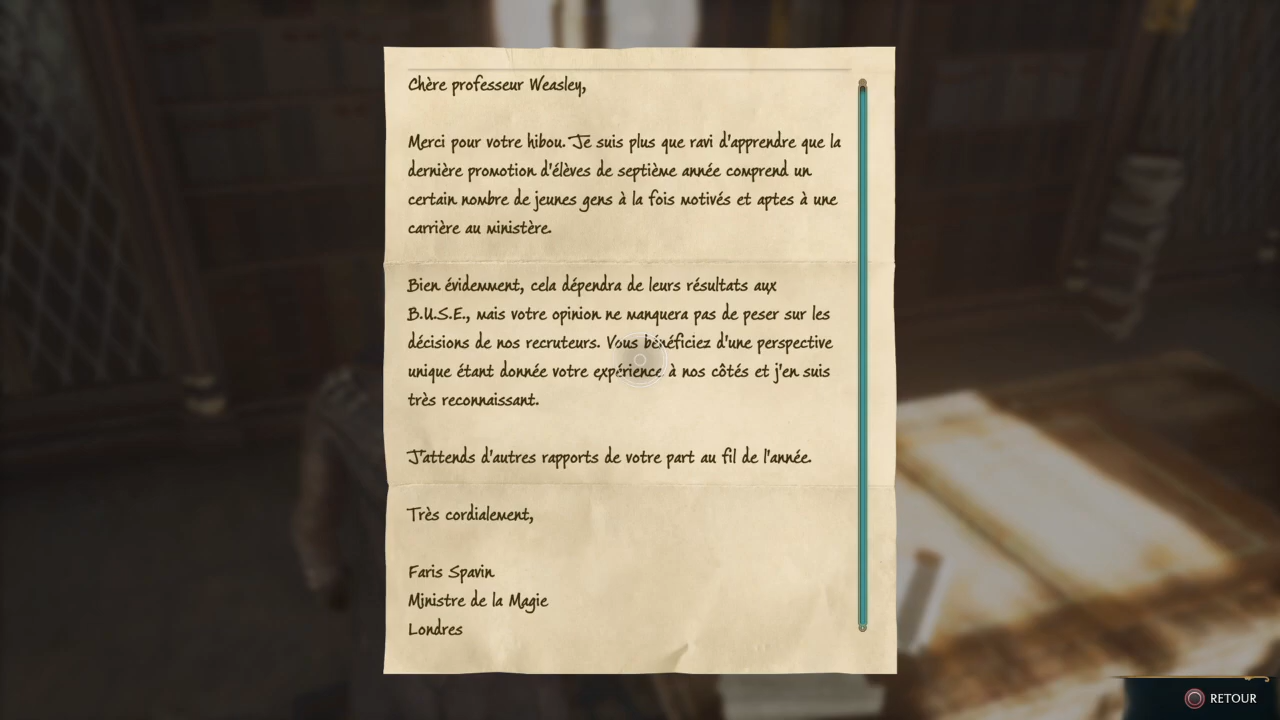 Chère professeur Weasley,
Merci pour votre hibou. Je suis plus que ravi d'apprendre que la
dernière promotion d'élèves de septième année comprend un
certain nombre de jeunes gens à la fois motivés et aptes à une
carrière au ministère.
Bien évidemment, cela dépendra de leurs résultats aux
B.U.S.E., mais votre opinion ne manquera pas de peser sur les
décisions de nos recruteurs. Vous bénéficiez d'une perspective
unique étant donnée votre expérience à nos côtés et j'en suis
très reconnaissant.
J'attends d'autres rapports de votre part au fil de l'année.
Très cordialement,
Faris Spavin
Ministre de la Magie
Londres
RETOUR